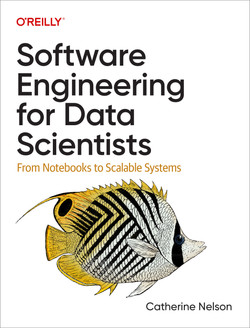 O'REILLY®
Software
Engineering
for Data
Scientists
From Notebooks to Scalable Systems
Catherine Nelson